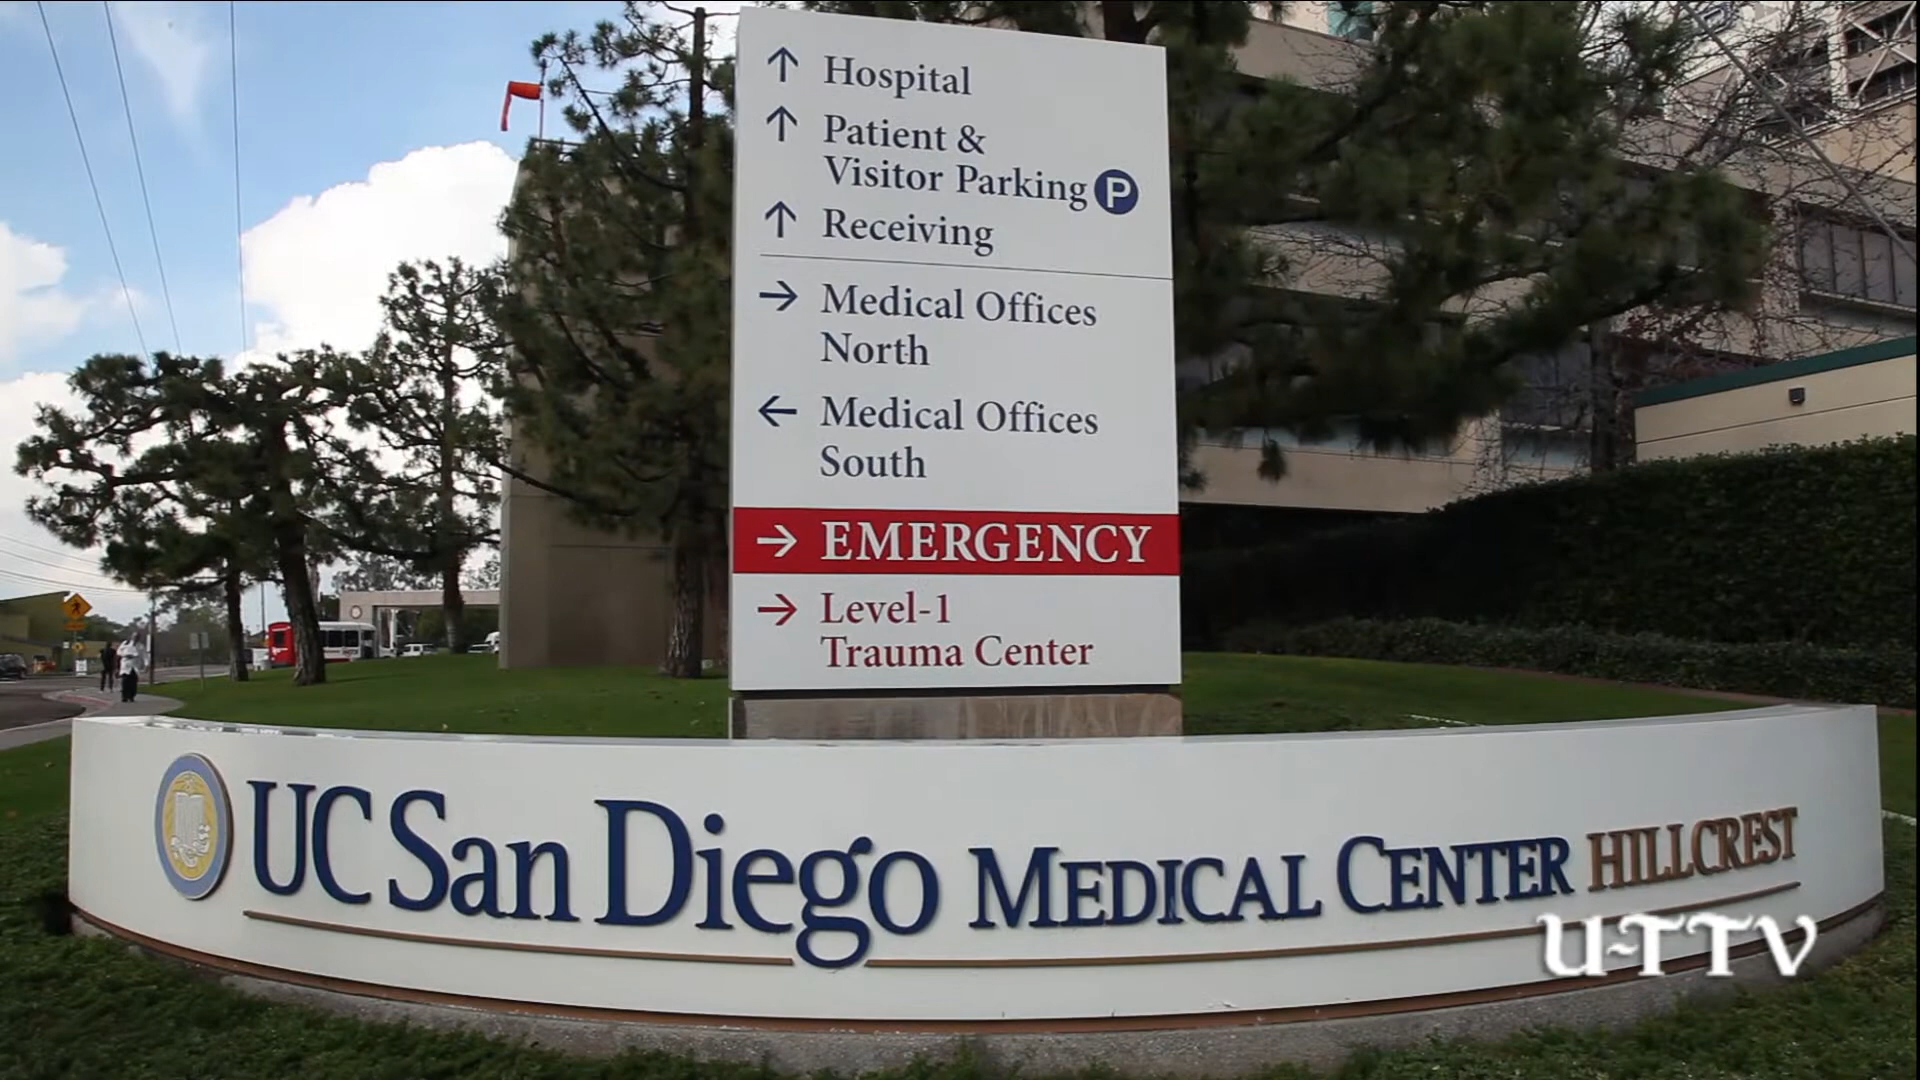 ↑ Hospital
↑ Patient &
Visitor Parking P
↑ Receiving
→ Medical Offices
North
← Medical Offices
South
→ EMERGENCY
→ Level-1
Trauma Center
UC San Diego MEDICAL CENTER HILLCREST
U-TTV